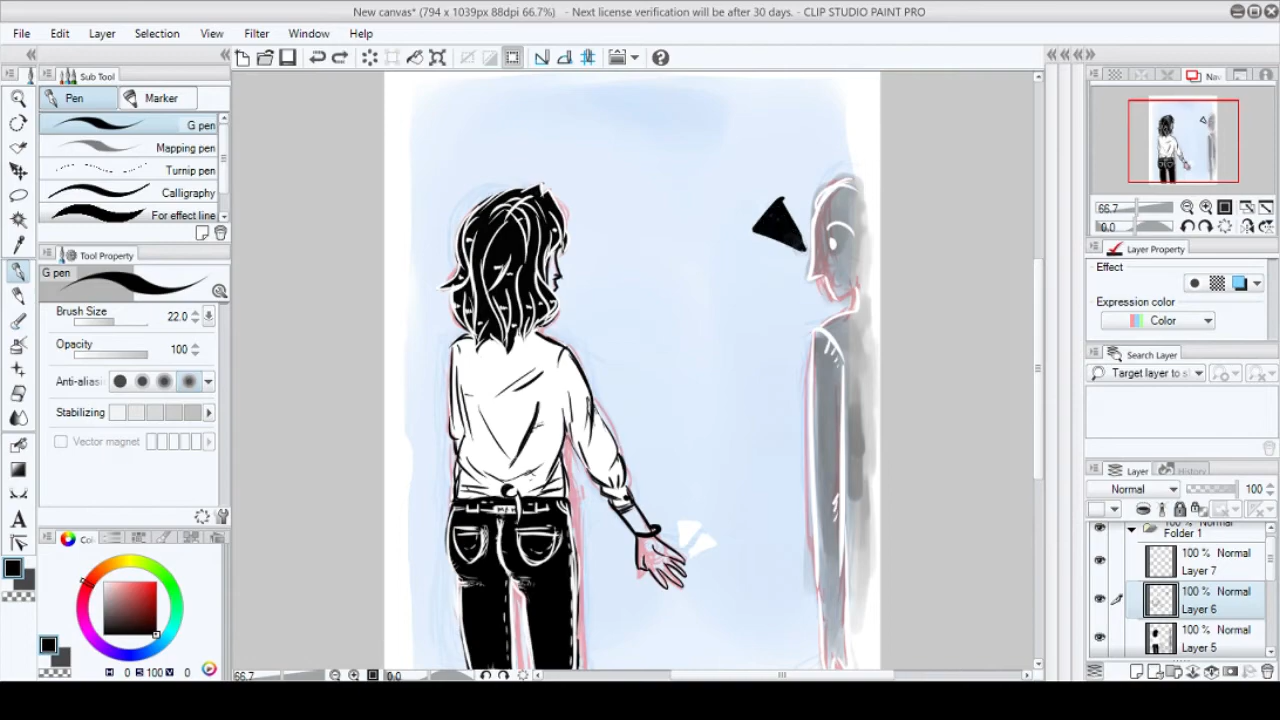 New canvas* (794 x 1039px 88dpi 66.7%)  - Next license verification will be after 30 days. - CLIP STUDIO PAINT PRO
File Edit Layer Selection View Filter Window Help
Sub Tool
Pen Marker
G pen
Mapping pen
Turnip pen
Calligraphy
For effect line
Tool Property
G pen
Brush Size 22.0
Opacity 100
Anti-alias
Stabilizing
Vector magnet
Co
H 0 S 100 V 0
66.7 0.0
Nav
66.7
0.0
Layer Property
Effect
Expression color
Color
Search Layer
Target layer to s
Layer History
Normal 100
100 % Normal
Folder 1
100 % Normal
Layer 7
100 % Normal
Layer 6
100 % Normal
Layer 5